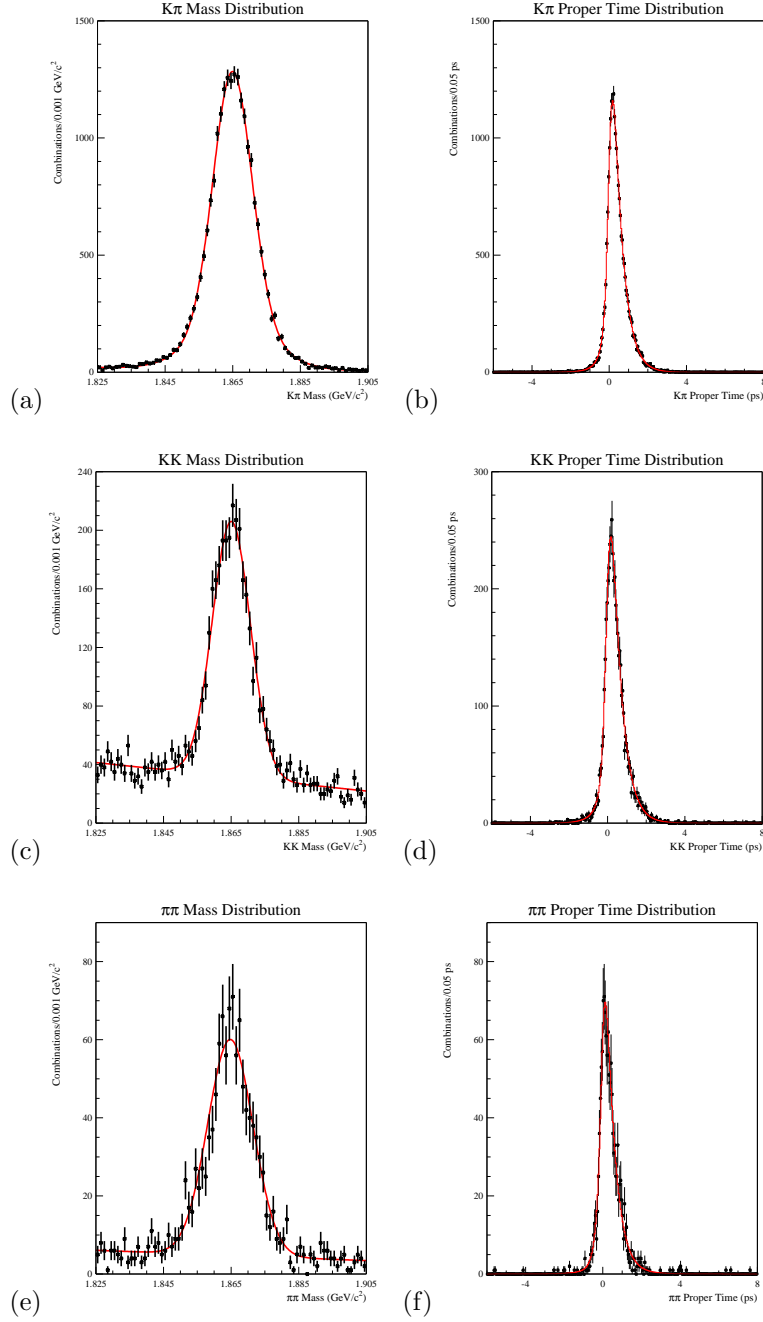 Kπ Mass Distribution
Combinations/0.001 GeV/c²
1500
1000
500
0
1.825 1.845 1.865 1.885 1.905
Kπ Mass (GeV/c²)
(a)
Kπ Proper Time Distribution
Combinations/0.05 ps
1500
1000
500
0
-4 0 4 8
Kπ Proper Time (ps)
(b)
KK Mass Distribution
Combinations/0.001 GeV/c²
240
200
160
120
80
40
0
1.825 1.845 1.865 1.885 1.905
KK Mass (GeV/c²)
(c)
KK Proper Time Distribution
Combinations/0.05 ps
300
200
100
0
-4 0 4 8
KK Proper Time (ps)
(d)
ππ Mass Distribution
Combinations/0.001 GeV/c²
80
60
40
20
0
1.825 1.845 1.865 1.885 1.905
ππ Mass (GeV/c²)
(e)
ππ Proper Time Distribution
Combinations/0.05 ps
80
60
40
20
0
-4 0 4 8
ππ Proper Time (ps)
(f)